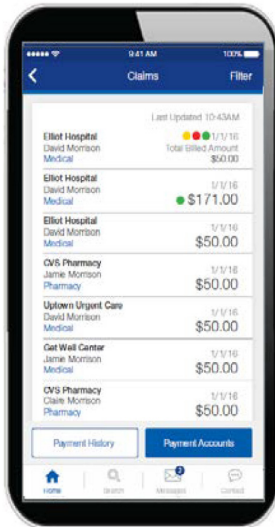 9:41 AM 100%
Claims Filter
Last Updated 10:43AM
Elliot Hospital 1/1/16
David Morrison Total Billed Amount
Medical $50.00
Elliot Hospital
David Morrison 1/1/16
Medical $171.00
Elliot Hospital
David Morrison 1/1/16
Medical $50.00
CVS Pharmacy
Jamie Morrison 1/1/16
Pharmacy $50.00
Uptown Urgent Care
David Morrison 1/1/16
Medical $50.00
Get Well Center
Jamie Morrison 1/1/16
Medical $50.00
CVS Pharmacy
Claire Morrison 1/1/16
Pharmacy $50.00
Payment History Payment Accounts
2
Home Search Messages Contact